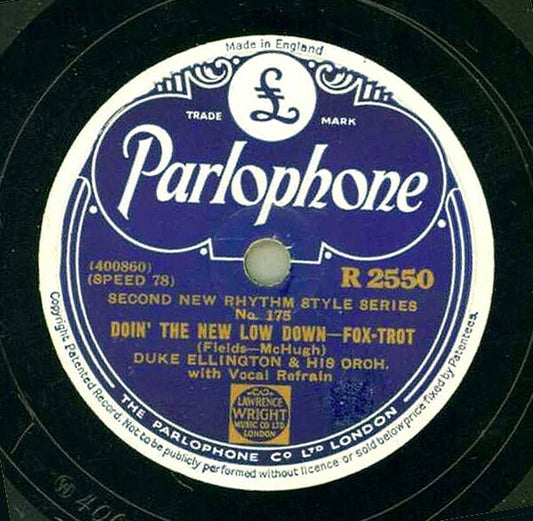 Made in England
£
TRADE MARK
Parlophone
(400860)
(SPEED 78)
R 2550
SECOND NEW RHYTHM STYLE SERIES
No. 175
DOIN' THE NEW LOW DOWN—FOX-TROT
(Fields—McHugh)
DUKE ELLINGTON & HIS ORCH.
with Vocal Refrain
LAWRENCE
WRIGHT
MUSIC CO LTD
LONDON
THE PARLOPHONE CO LTD LONDON
Copyright Patented Record. Not to be publicly performed without licence or sold below price fixed by Patentees.